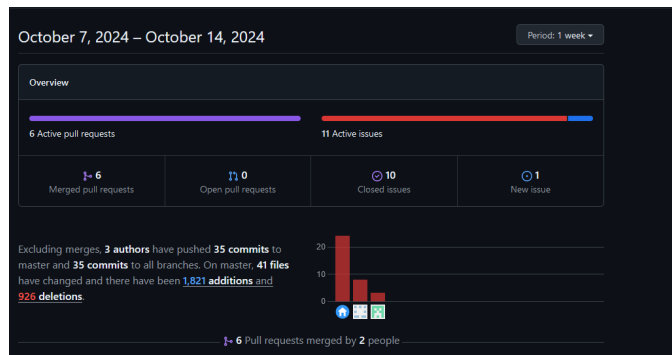 October 7, 2024 – October 14, 2024
Period: 1 week
Overview
6 Active pull requests
11 Active issues
6
Merged pull requests
0
Open pull requests
10
Closed issues
1
New issue
Excluding merges, 3 authors have pushed 35 commits to
master and 35 commits to all branches. On master, 41 files
have changed and there have been 1,821 additions and
926 deletions.
20
10
0
6 Pull requests merged by 2 people